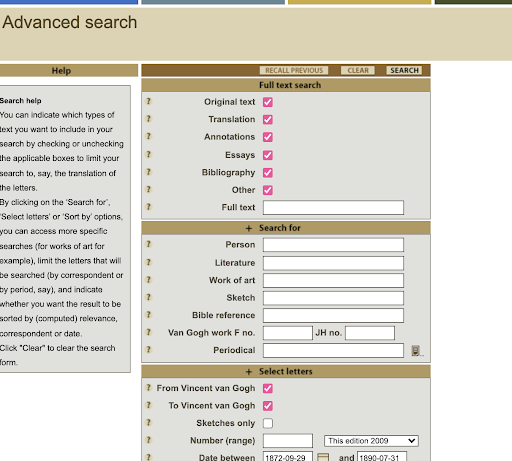 Advanced search
Help
Search help
You can indicate which types of
text you want to include in your
search by checking or unchecking
the applicable boxes to limit your
search to, say, the translation of
the letters.
By clicking on the 'Search for',
'Select letters' or 'Sort by' options,
you can access more specific
searches (for works of art for
example), limit the letters that will
be searched (by correspondent or
by period, say), and indicate
whether you want the result to be
sorted by (computed) relevance,
correspondent or date.
Click "Clear" to clear the search
form.
RECALL PREVIOUS CLEAR SEARCH
Full text search
? Original text
? Translation
? Annotations
? Essays
? Bibliography
? Other
? Full text
+ Search for
? Person
? Literature
? Work of art
? Sketch
? Bible reference
? Van Gogh work F no. JH no.
? Periodical
+ Select letters
? From Vincent van Gogh
? To Vincent van Gogh
? Sketches only
? Number (range) This edition 2009
? Date between 1872-09-29 and 1890-07-31